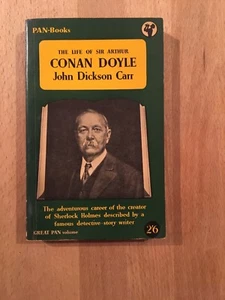 PAN-Books
THE LIFE OF SIR ARTHUR
CONAN DOYLE
John Dickson Carr
The adventurous career of the creator
of Sherlock Holmes described by a
famous detective-story writer
GREAT PAN volume
2/6